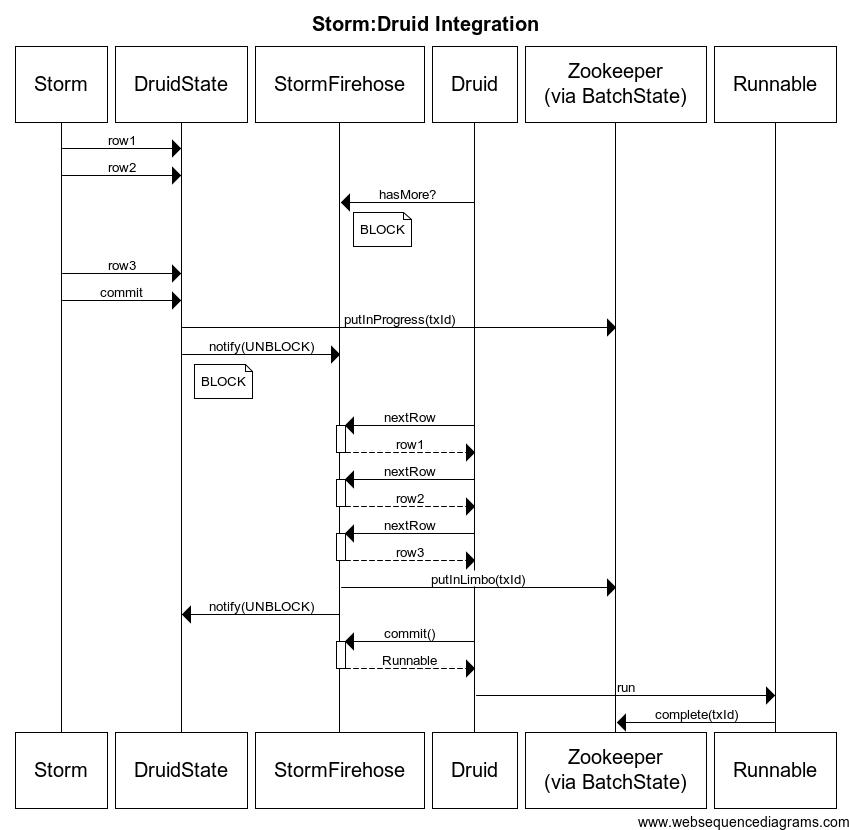 Storm:Druid Integration
Storm
DruidState
StormFirehose
Druid
Zookeeper
(via BatchState)
Runnable
row1
row2
hasMore?
BLOCK
row3
commit
putInProgress(txId)
notify(UNBLOCK)
BLOCK
nextRow
row1
nextRow
row2
nextRow
row3
putInLimbo(txId)
notify(UNBLOCK)
commit()
Runnable
run
complete(txId)
Storm
DruidState
StormFirehose
Druid
Zookeeper
(via BatchState)
Runnable
www.websequencediagrams.com